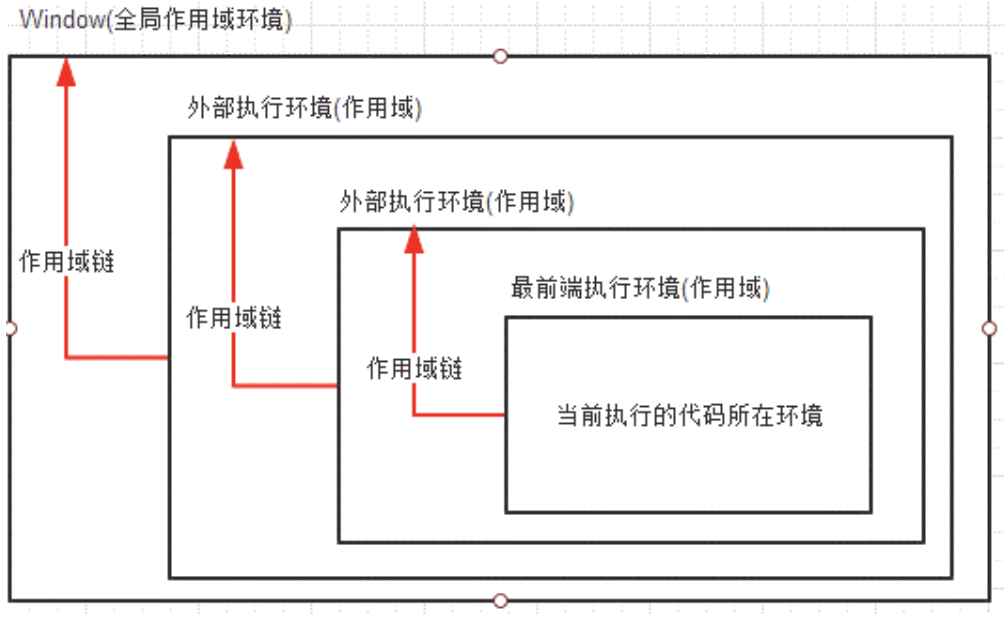 Window(全局作用域环境)
外部执行环境(作用域)
外部执行环境(作用域)
作用域链
最前端执行环境(作用域)
作用域链
作用域链
当前执行的代码所在环境